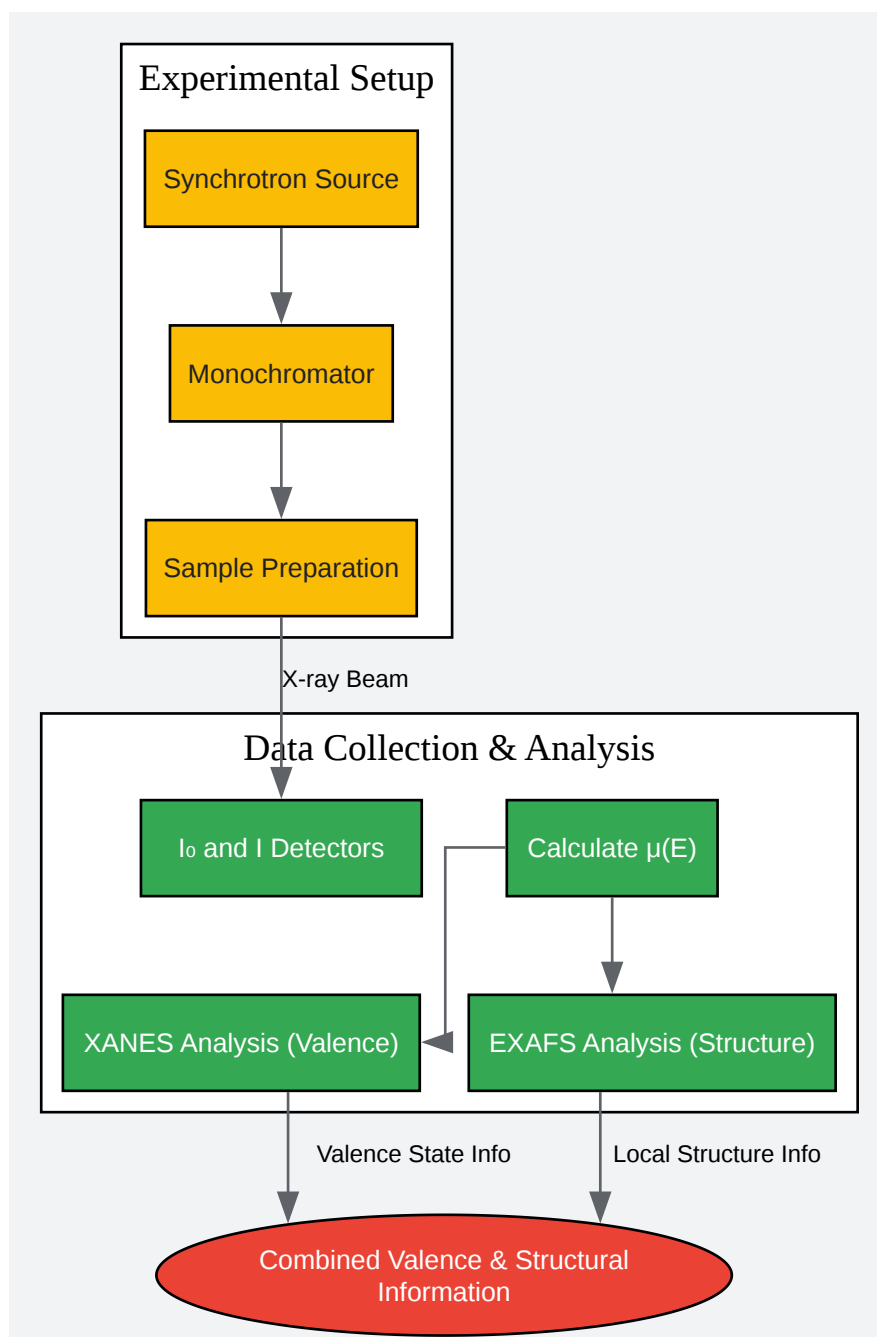 Experimental Setup
Synchrotron Source
Monochromator
Sample Preparation
X-ray Beam
Data Collection & Analysis
I₀ and I Detectors
Calculate μ(E)
XANES Analysis (Valence)
EXAFS Analysis (Structure)
Valence State Info
Local Structure Info
Combined Valence & Structural
Information